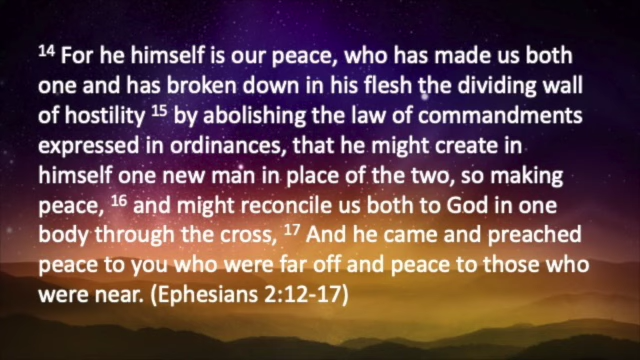 ¹⁴ For he himself is our peace, who has made us both
one and has broken down in his flesh the dividing wall
of hostility ¹⁵ by abolishing the law of commandments
expressed in ordinances, that he might create in
himself one new man in place of the two, so making
peace, ¹⁶ and might reconcile us both to God in one
body through the cross, ¹⁷ And he came and preached
peace to you who were far off and peace to those who
were near. (Ephesians 2:12-17)